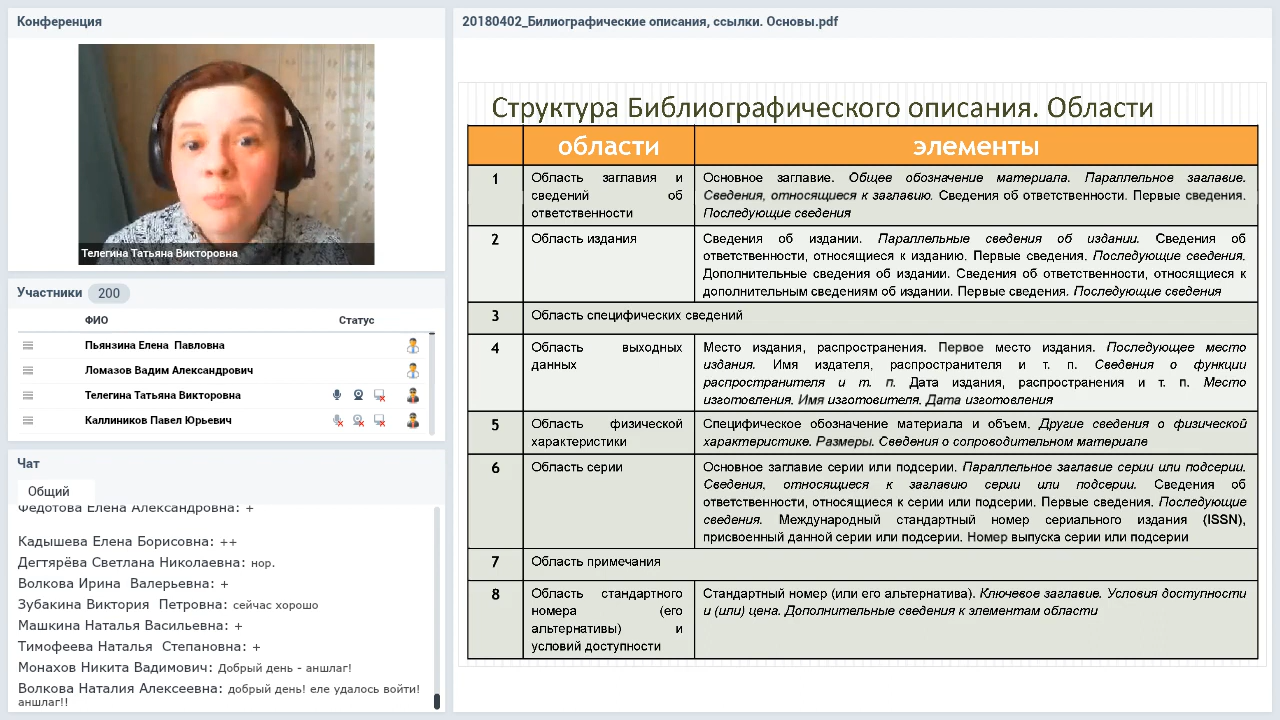 Конференция
Телегина Татьяна Викторовна
Участники 200
ФИО Статус
Пьянзина Елена Павловна
Ломазов Вадим Александрович
Телегина Татьяна Викторовна
Каллиников Павел Юрьевич
Чат
Общий
Федотова Елена Александровна: +
Кадышева Елена Борисовна: ++
Дегтярёва Светлана Николаевна: нор.
Волкова Ирина Валерьевна: +
Зубакина Виктория Петровна: сейчас хорошо
Машкина Наталья Васильевна: +
Тимофеева Наталья Степановна: +
Монахов Никита Вадимович: Добрый день - аншлаг!
Волкова Наталия Алексеевна: добрый день! еле удалось войти!
аншлаг!!
20180402_Билиографические описания, ссылки. Основы.pdf
Структура Библиографического описания. Области
области элементы
1
Область заглавия и
сведений об
ответственности
Основное заглавие. Общее обозначение материала. Параллельное заглавие.
Сведения, относящиеся к заглавию. Сведения об ответственности. Первые сведения.
Последующие сведения
2
Область издания
Сведения об издании. Параллельные сведения об издании. Сведения об
ответственности, относящиеся к изданию. Первые сведения. Последующие сведения.
Дополнительные сведения об издании. Сведения об ответственности, относящиеся к
дополнительным сведениям об издании. Первые сведения. Последующие сведения
3
Область специфических сведений
4
Область выходных
данных
Место издания, распространения. Первое место издания. Последующее место
издания. Имя издателя, распространителя и т. п. Сведения о функции
распространителя и т. п. Дата издания, распространения и т. п. Место
изготовления. Имя изготовителя. Дата изготовления
5
Область физической
характеристики
Специфическое обозначение материала и объем. Другие сведения о физической
характеристике. Размеры. Сведения о сопроводительном материале
6
Область серии
Основное заглавие серии или подсерии. Параллельное заглавие серии или подсерии.
Сведения, относящиеся к заглавию серии или подсерии. Сведения об
ответственности, относящиеся к серии или подсерии. Первые сведения. Последующие
сведения. Международный стандартный номер сериального издания (ISSN),
присвоенный данной серии или подсерии. Номер выпуска серии или подсерии
7
Область примечания
8
Область стандартного
номера (его
альтернативы) и
условий доступности
Стандартный номер (или его альтернатива). Ключевое заглавие. Условия доступности
и (или) цена. Дополнительные сведения к элементам области